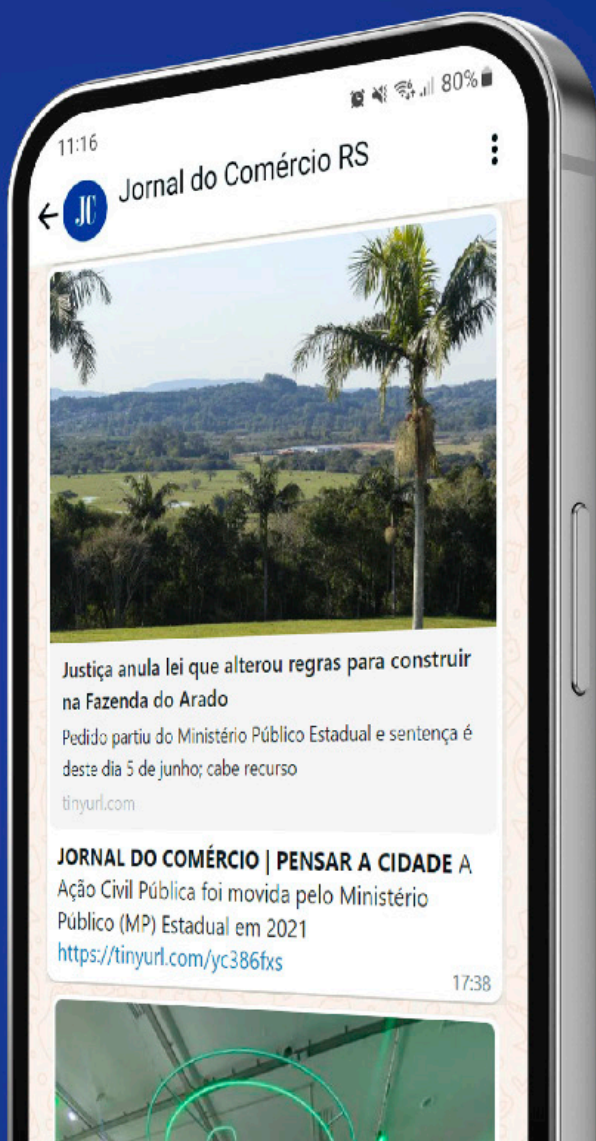 11:16
80%
JC
Jornal do Comércio RS
Justiça anula lei que alterou regras para construir
na Fazenda do Arado
Pedido partiu do Ministério Público Estadual e sentença é
deste dia 5 de junho; cabe recurso
tinyurl.com
JORNAL DO COMÉRCIO | PENSAR A CIDADE A
Ação Civil Pública foi movida pelo Ministério
Público (MP) Estadual em 2021
https://tinyurl.com/yc386fxs
17:38